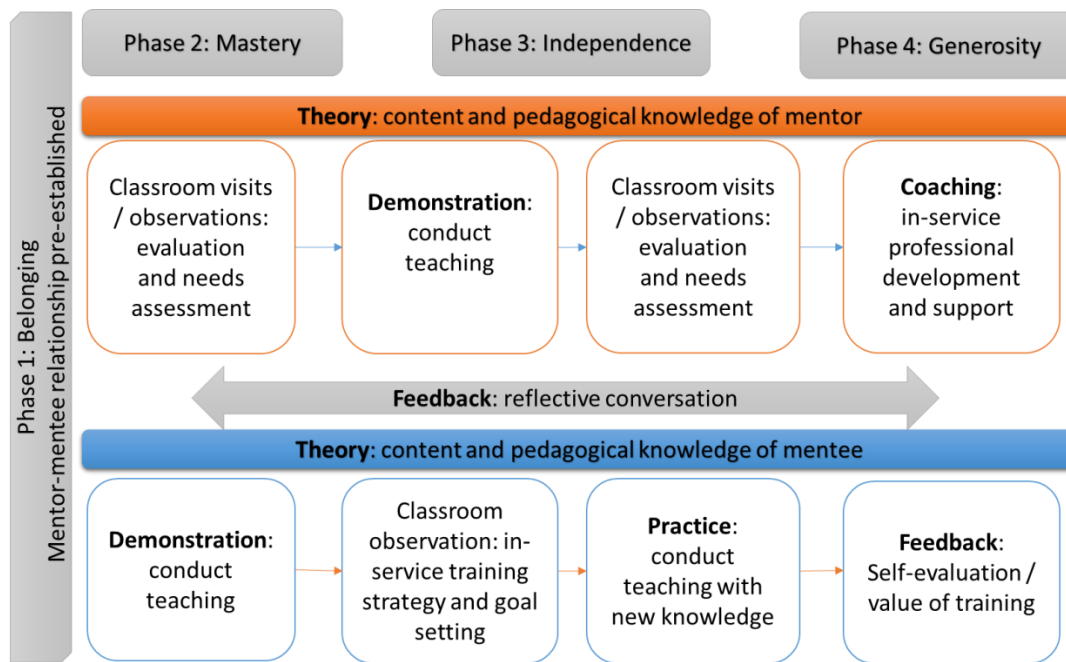 Phase 1: Belonging
Mentor-mentee relationship pre-established
Phase 2: Mastery
Phase 3: Independence
Phase 4: Generosity
Theory: content and pedagogical knowledge of mentor
Classroom visits
/ observations:
evaluation
and needs
assessment
Demonstration:
conduct
teaching
Classroom visits
/ observations:
evaluation
and needs
assessment
Coaching:
in-service
professional
development
and support
Feedback: reflective conversation
Theory: content and pedagogical knowledge of mentee
Demonstration:
conduct
teaching
Classroom
observation: in-
service training
strategy and goal
setting
Practice:
conduct
teaching with
new knowledge
Feedback:
Self-evaluation /
value of training